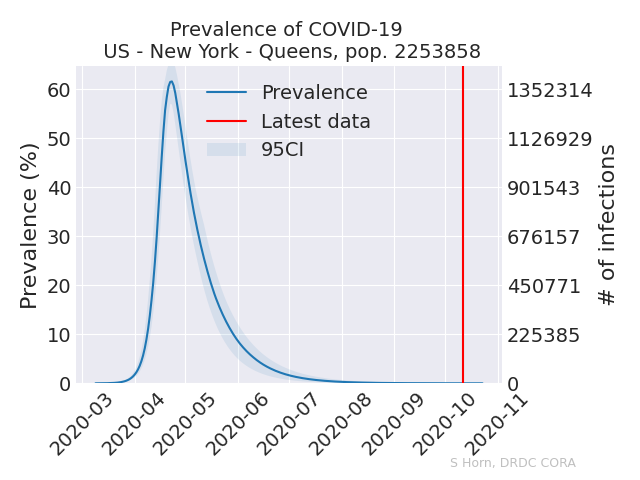 Prevalence of COVID-19
US - New York - Queens, pop. 2253858
Prevalence (%)
60
50
40
30
20
10
0
Prevalence
Latest data
95CI
1352314
1126929
901543
676157
450771
225385
0
# of infections
2020-03
2020-04
2020-05
2020-06
2020-07
2020-08
2020-09
2020-10
2020-11
S Horn, DRDC CORA